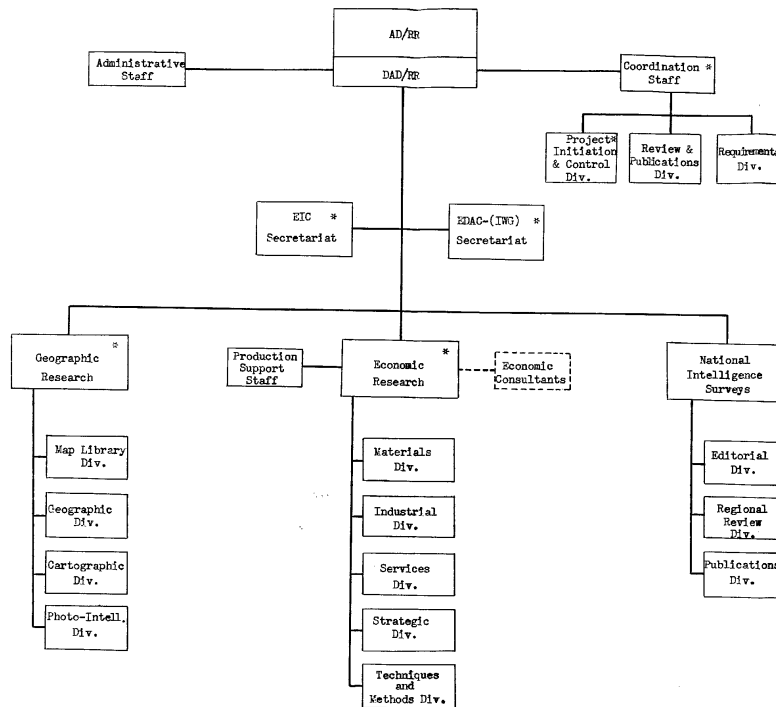 AD/RR
DAD/RR
Administrative
Staff
Coordination *
Staff
Project*
Initiation
& Control
Div.
Review &
Publications
Div.
Requirements
Div.
EIC *
Secretariat
EDAC-(IWG) *
Secretariat
*
Geographic
Research
Production
Support
Staff
*
Economic
Research
Economic
Consultants
National
Intelligence
Surveys
Map Library
Div.
Geographic
Div.
Cartographic
Div.
Photo-Intell.
Div.
Materials
Div.
Industrial
Div.
Services
Div.
Strategic
Div.
Techniques
and
Methods Div.
Editorial
Div.
Regional
Review
Div.
Publications
Div.